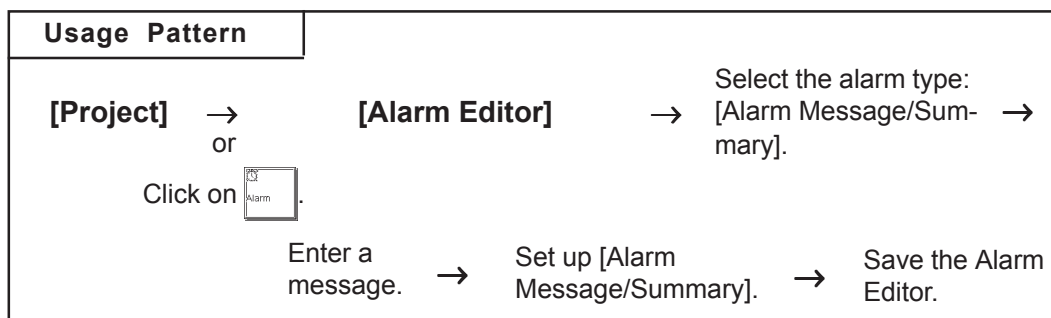 Usage Pattern
[Project] → [Alarm Editor] → Select the alarm type:
[Alarm Message/Sum-
mary]. →
or
Click on Alarm .
Enter a
message. → Set up [Alarm
Message/Summary]. → Save the Alarm
Editor.